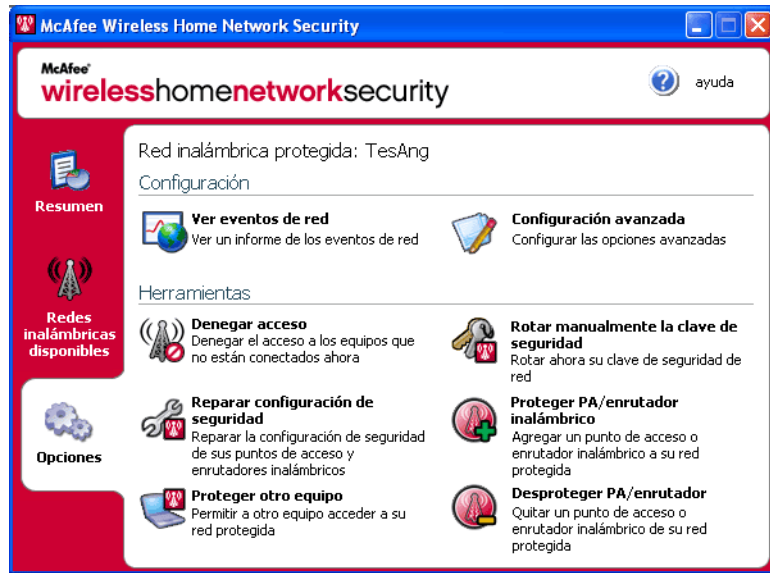 McAfee Wireless Home Network Security
McAfee
wirelesshomenetworksecurity
ayuda
Resumen
Redes
inalámbricas
disponibles
Opciones
Red inalámbrica protegida: TesAng
Configuración
Ver eventos de red
Ver un informe de los eventos de red
Configuración avanzada
Configurar las opciones avanzadas
Herramientas
Denegar acceso
Denegar el acceso a los equipos que
no están conectados ahora
Rotar manualmente la clave de
seguridad
Rotar ahora su clave de seguridad de
red
Reparar configuración de
seguridad
Reparar la configuración de seguridad
de sus puntos de acceso y
enrutadores inalámbricos
Proteger PA/enrutador
inalámbrico
Agregar un punto de acceso o
enrutador inalámbrico a su red
protegida
Proteger otro equipo
Permitir a otro equipo acceder a su
red protegida
Desproteger PA/enrutador
Quitar un punto de acceso o
enrutador inalámbrico de su red
protegida